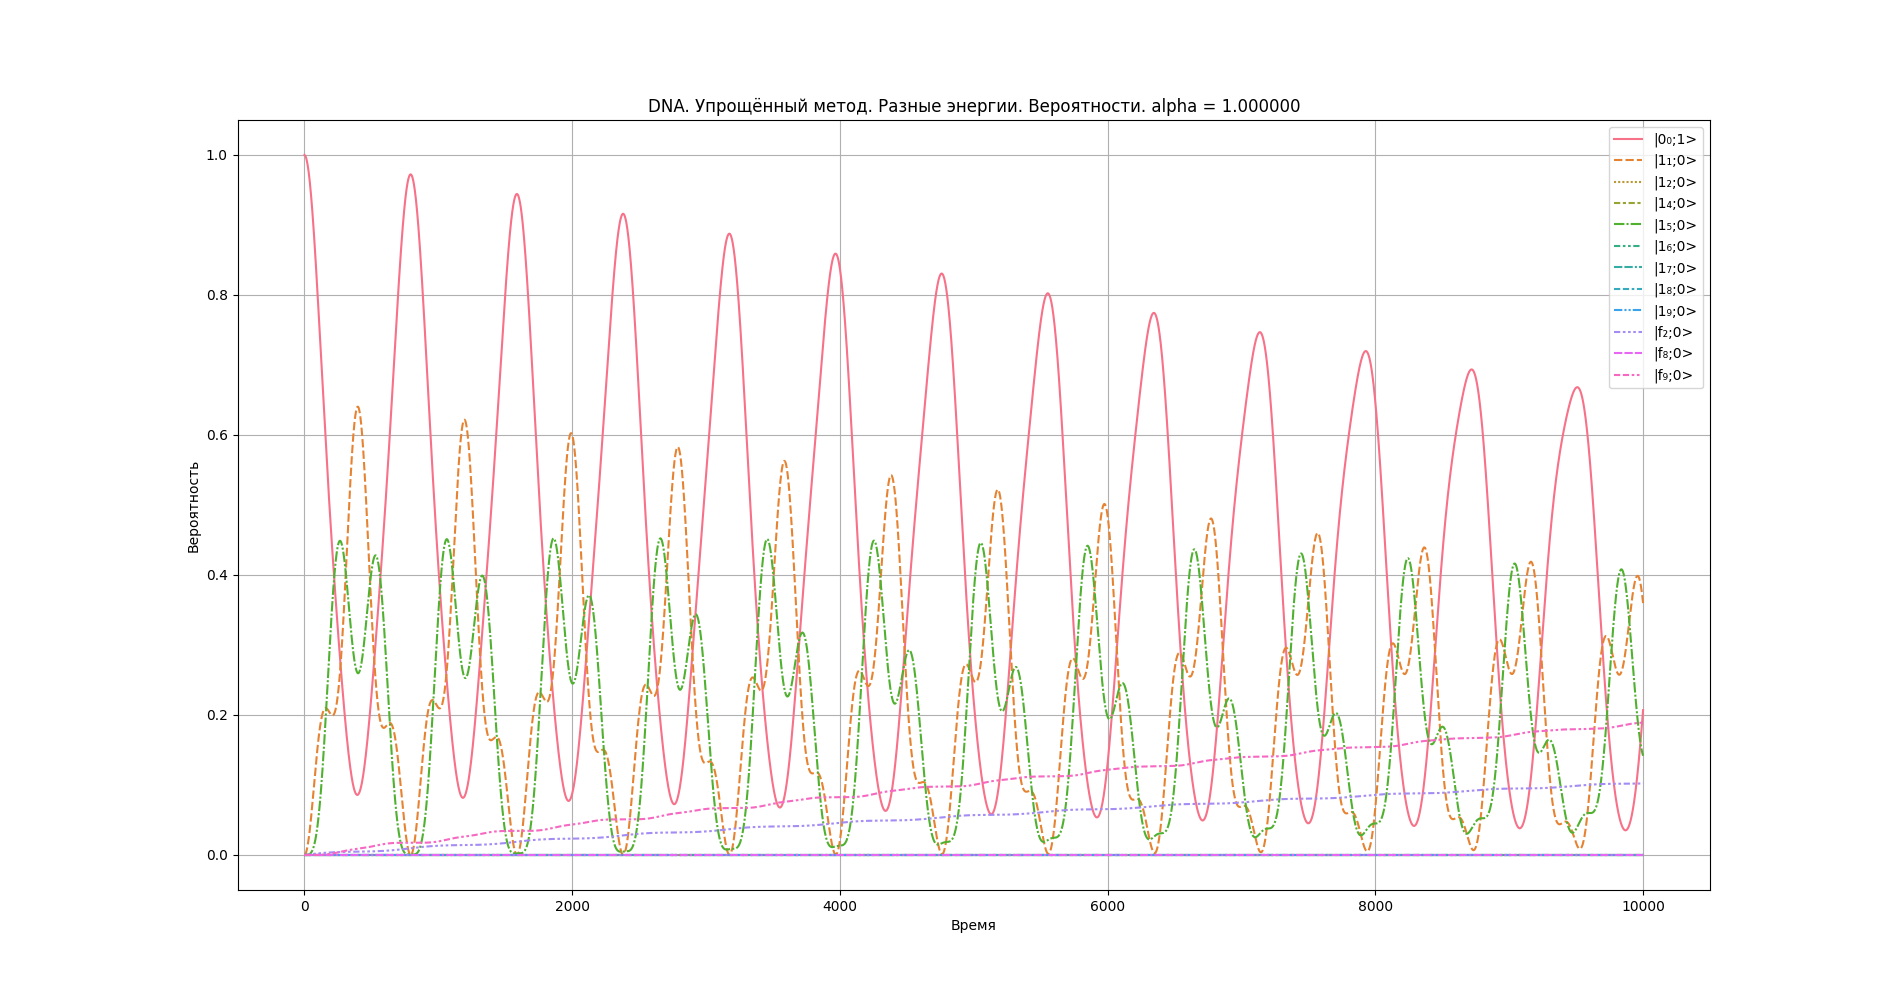 DNA. Упрощённый метод. Разные энергии. Вероятности. alpha = 1.000000
|0₀;1>
|1₁;0>
|1₂;0>
|1₄;0>
|1₅;0>
|1₆;0>
|1₇;0>
|1₈;0>
|1₉;0>
|f₂;0>
|f₈;0>
|f₉;0>
Вероятность
1.0
0.8
0.6
0.4
0.2
0.0
0 2000 4000 6000 8000 10000
Время